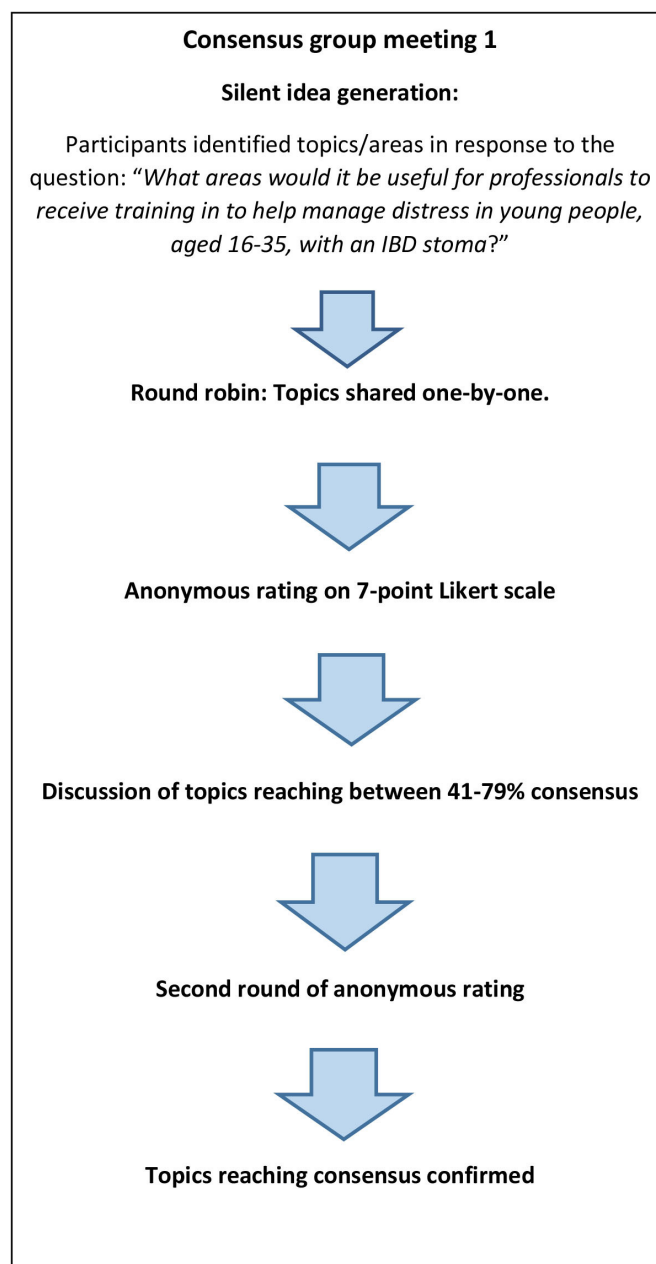 Consensus group meeting 1
Silent idea generation:
Participants identified topics/areas in response to the
question: “What areas would it be useful for professionals to
receive training in to help manage distress in young people,
aged 16-35, with an IBD stoma?”
Round robin: Topics shared one-by-one.
Anonymous rating on 7-point Likert scale
Discussion of topics reaching between 41-79% consensus
Second round of anonymous rating
Topics reaching consensus confirmed